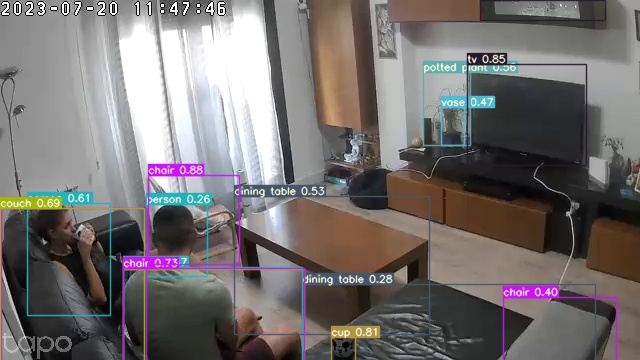 2023-07-20 11:47:46
tv 0.85
potted plant 0.56
vase 0.47
chair 0.88
dining table 0.53
couch 0.69
0.61
person 0.26
chair 0.73
dining table 0.28
chair 0.40
cup 0.81
tapo